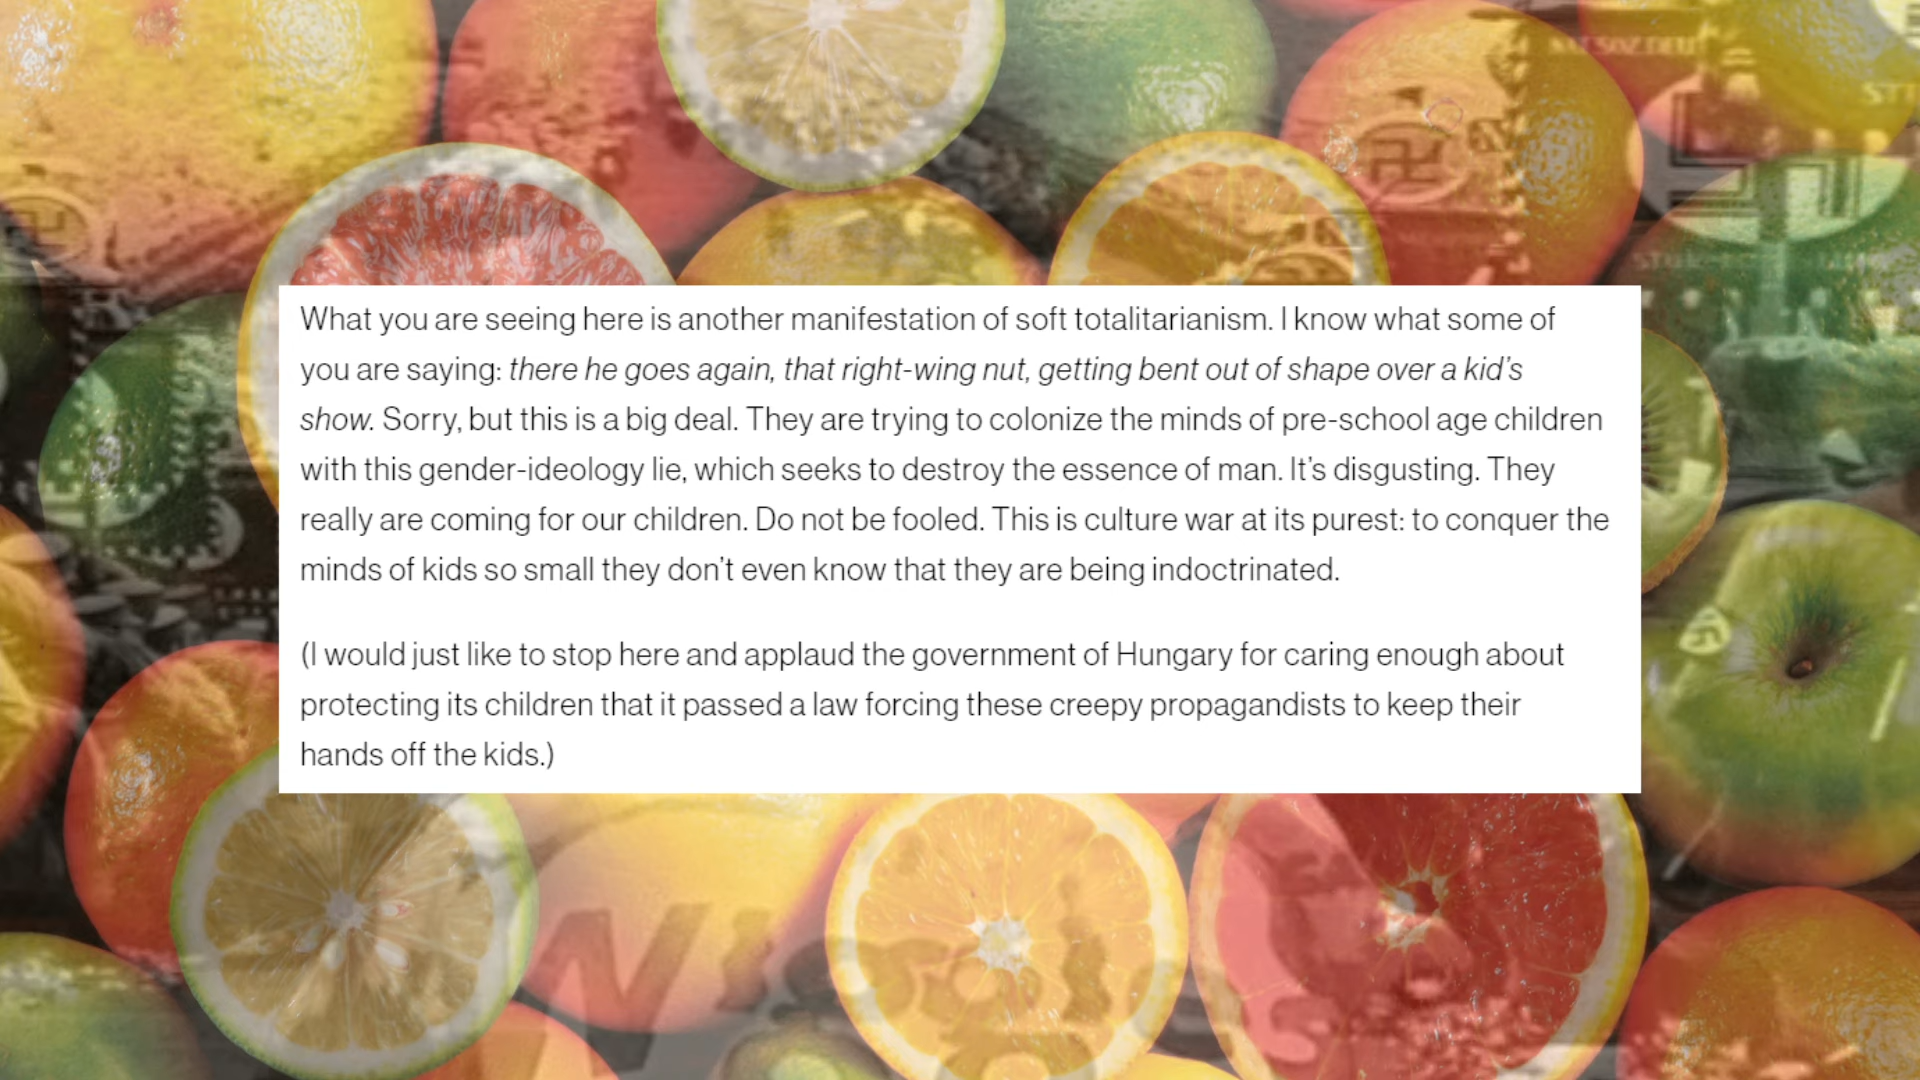 NAT.SOZ.DEUT
STU
What you are seeing here is another manifestation of soft totalitarianism. I know what some of
you are saying: there he goes again, that right-wing nut, getting bent out of shape over a kid’s
show. Sorry, but this is a big deal. They are trying to colonize the minds of pre-school age children
with this gender-ideology lie, which seeks to destroy the essence of man. It’s disgusting. They
really are coming for our children. Do not be fooled. This is culture war at its purest: to conquer the
minds of kids so small they don’t even know that they are being indoctrinated.
(I would just like to stop here and applaud the government of Hungary for caring enough about
protecting its children that it passed a law forcing these creepy propagandists to keep their
hands off the kids.)